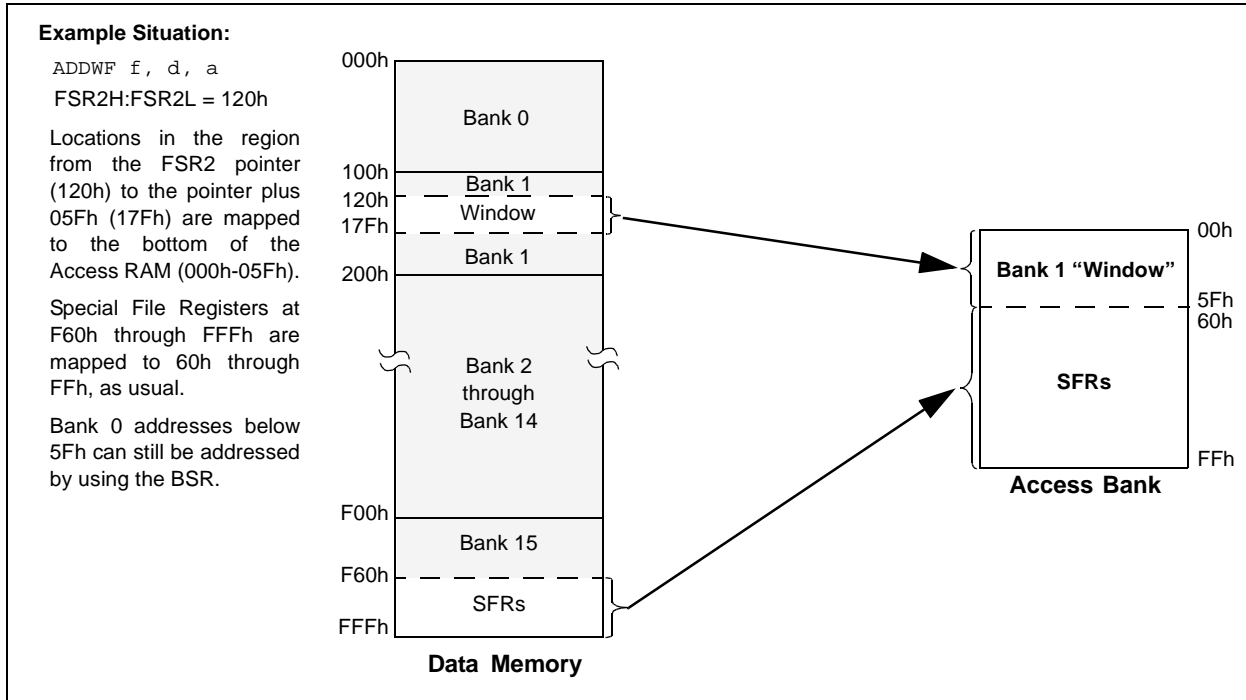 Example Situation:
ADDWF f, d, a
FSR2H:FSR2L = 120h
Locations in the region
from the FSR2 pointer
(120h) to the pointer plus
05Fh (17Fh) are mapped
to the bottom of the
Access RAM (000h-05Fh).
Special File Registers at
F60h through FFFh are
mapped to 60h through
FFh, as usual.
Bank 0 addresses below
5Fh can still be addressed
by using the BSR.
000h
Bank 0
100h
Bank 1
120h
Window
17Fh
Bank 1
200h
Bank 2
through
Bank 14
F00h
Bank 15
F60h
SFRs
FFFh
Data Memory
00h
Bank 1 “Window”
5Fh
60h
SFRs
FFh
Access Bank